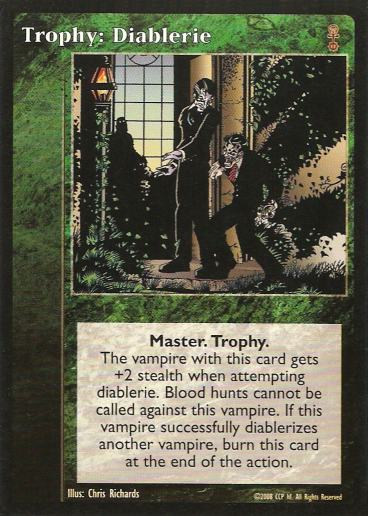 Trophy: Diablerie
Master. Trophy.
The vampire with this card gets
+2 stealth when attempting
diablerie. Blood hunts cannot be
called against this vampire. If this
vampire successfully diablerizes
another vampire, burn this card
at the end of the action.
Illus: Chris Richards
©2008 CCP hf. All Rights Reserved